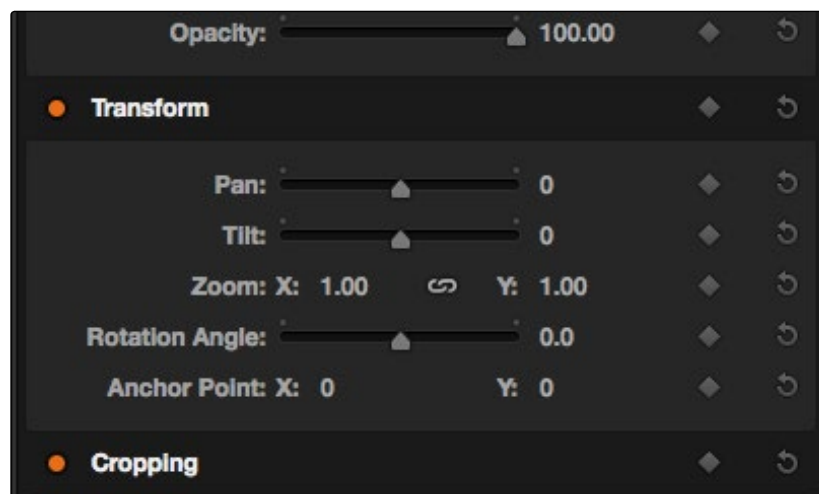 Opacity: 100.00
Transform
Pan: 0
Tilt: 0
Zoom: X: 1.00 Y: 1.00
Rotation Angle: 0.0
Anchor Point: X: 0 Y: 0
Cropping